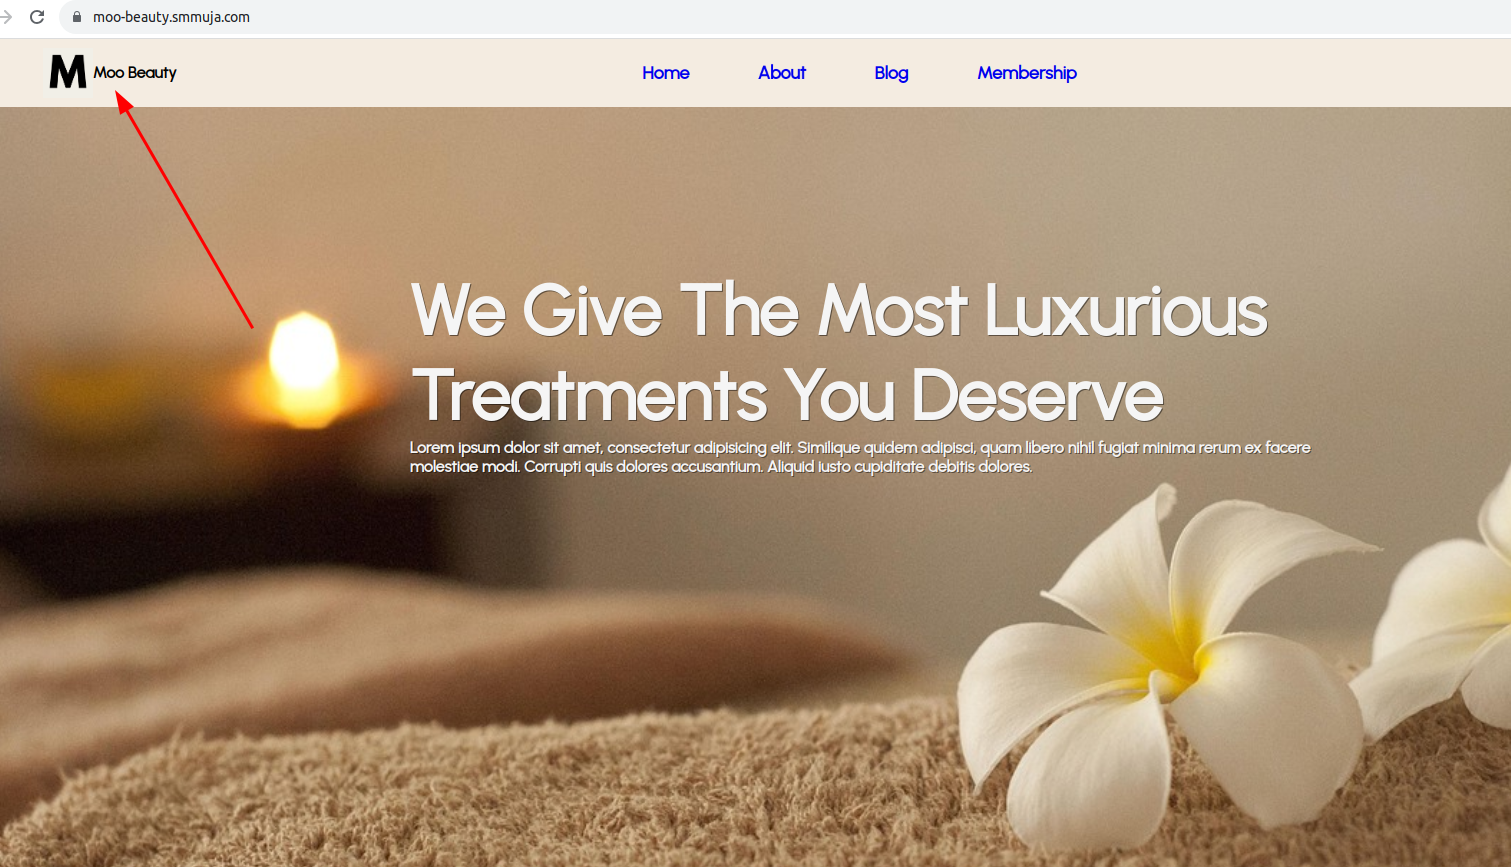 moo-beauty.smmuja.com
M Moo Beauty
Home About Blog Membership
We Give The Most Luxurious
Treatments You Deserve
Lorem ipsum dolor sit amet, consectetur adipisicing elit. Similique quidem adipisci, quam libero nihil fugiat minima rerum ex facere
molestiae modi. Corrupti quis dolores accusantium. Aliquid iusto cupiditate debitis dolores.